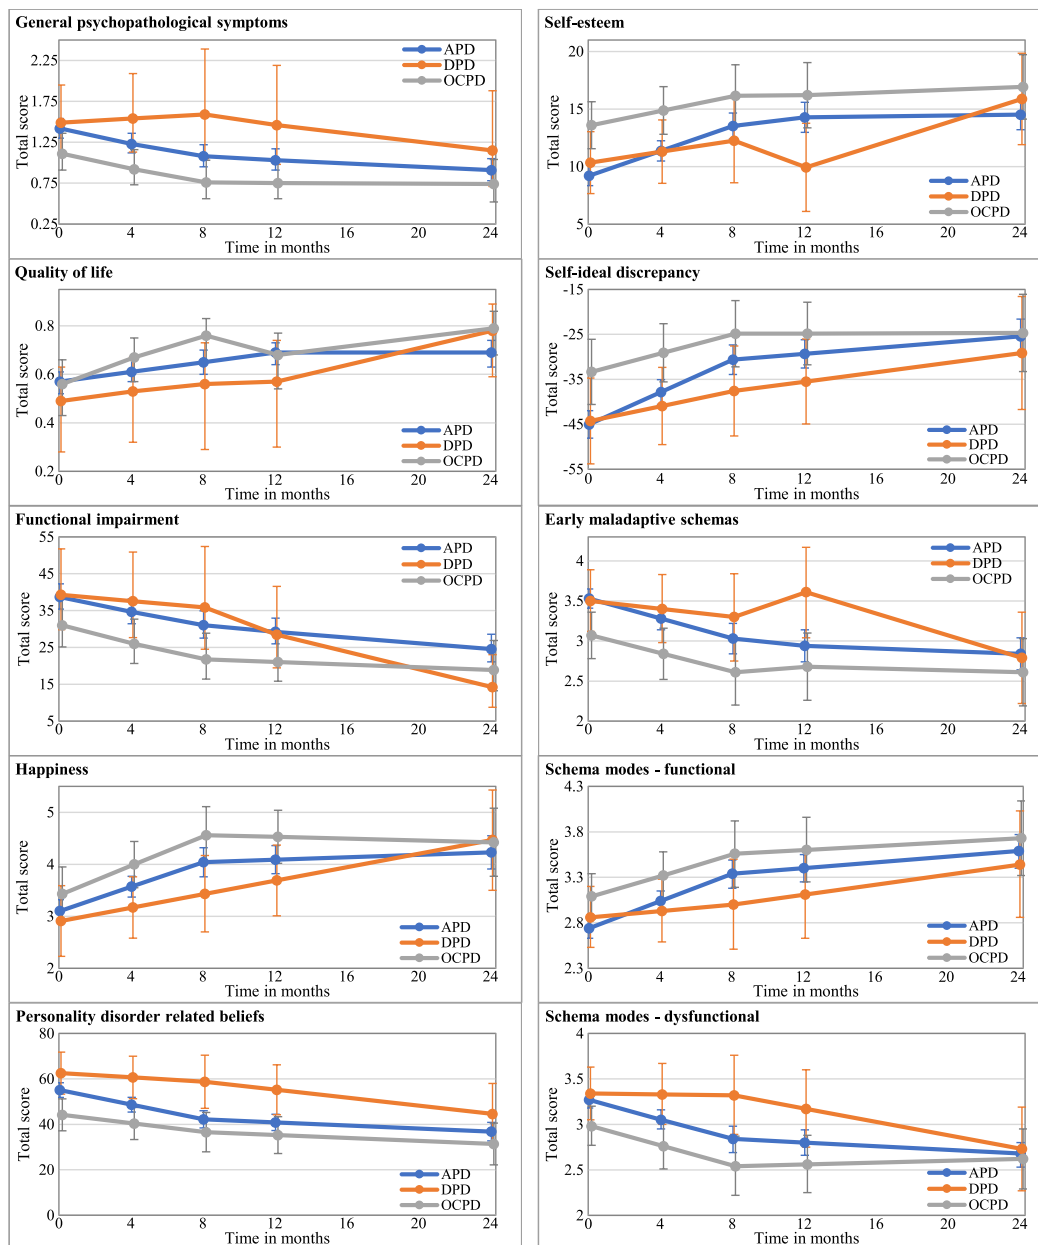 General psychopathological symptoms
2.25
1.75
1.25
0.75
0.25
Total score
0 4 8 12 16 20 24
Time in months
APD
DPD
OCPD
Self-esteem
20
15
10
5
Total score
0 4 8 12 16 20 24
Time in months
APD
DPD
OCPD
Quality of life
0.8
0.6
0.4
0.2
Total score
0 4 8 12 16 20 24
Time in months
APD
DPD
OCPD
Self-ideal discrepancy
-15
-25
-35
-45
-55
Total score
0 4 8 12 16 20 24
Time in months
APD
DPD
OCPD
Functional impairment
55
45
35
25
15
5
Total score
0 4 8 12 16 20 24
Time in months
APD
DPD
OCPD
Early maladaptive schemas
4
3.5
3
2.5
2
Total score
0 4 8 12 16 20 24
Time in months
APD
DPD
OCPD
Happiness
5
4
3
2
Total score
0 4 8 12 16 20 24
Time in months
APD
DPD
OCPD
Schema modes - functional
4.3
3.8
3.3
2.8
2.3
Total score
0 4 8 12 16 20 24
Time in months
APD
DPD
OCPD
Personality disorder related beliefs
80
60
40
20
0
Total score
0 4 8 12 16 20 24
Time in months
APD
DPD
OCPD
Schema modes - dysfunctional
4
3.5
3
2.5
2
Total score
0 4 8 12 16 20 24
Time in months
APD
DPD
OCPD